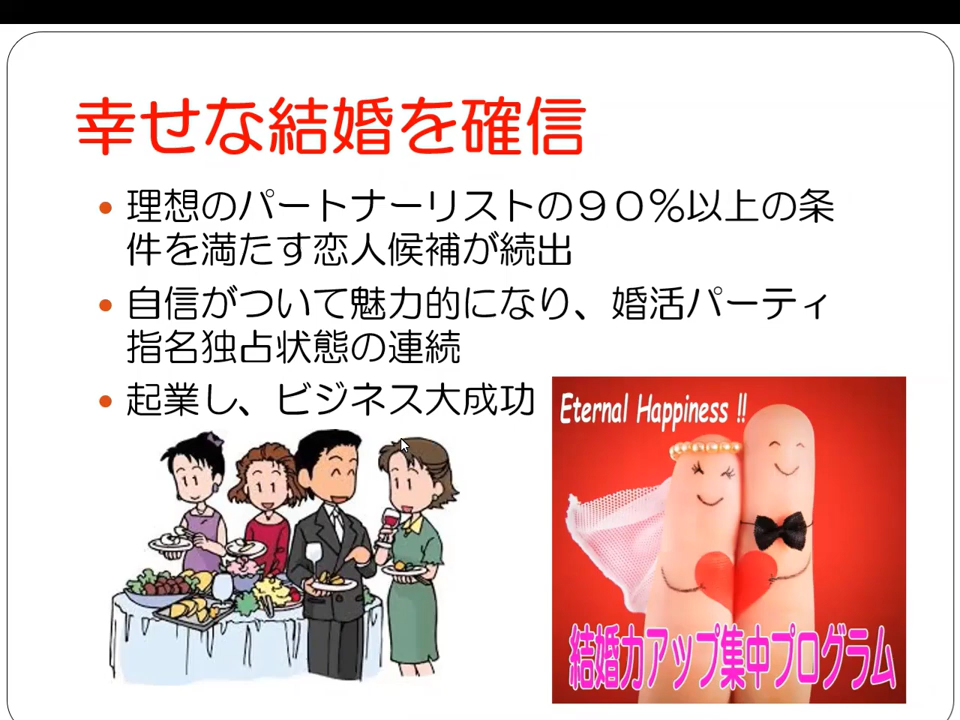 幸せな結婚を確信
• 理想のパートナーリストの９０％以上の条
件を満たす恋人候補が続出
• 自信がついて魅力的になり、婚活パーティ
指名独占状態の連続
• 起業し、ビジネス大成功
Eternal Happiness !!
結婚力アップ集中プログラム